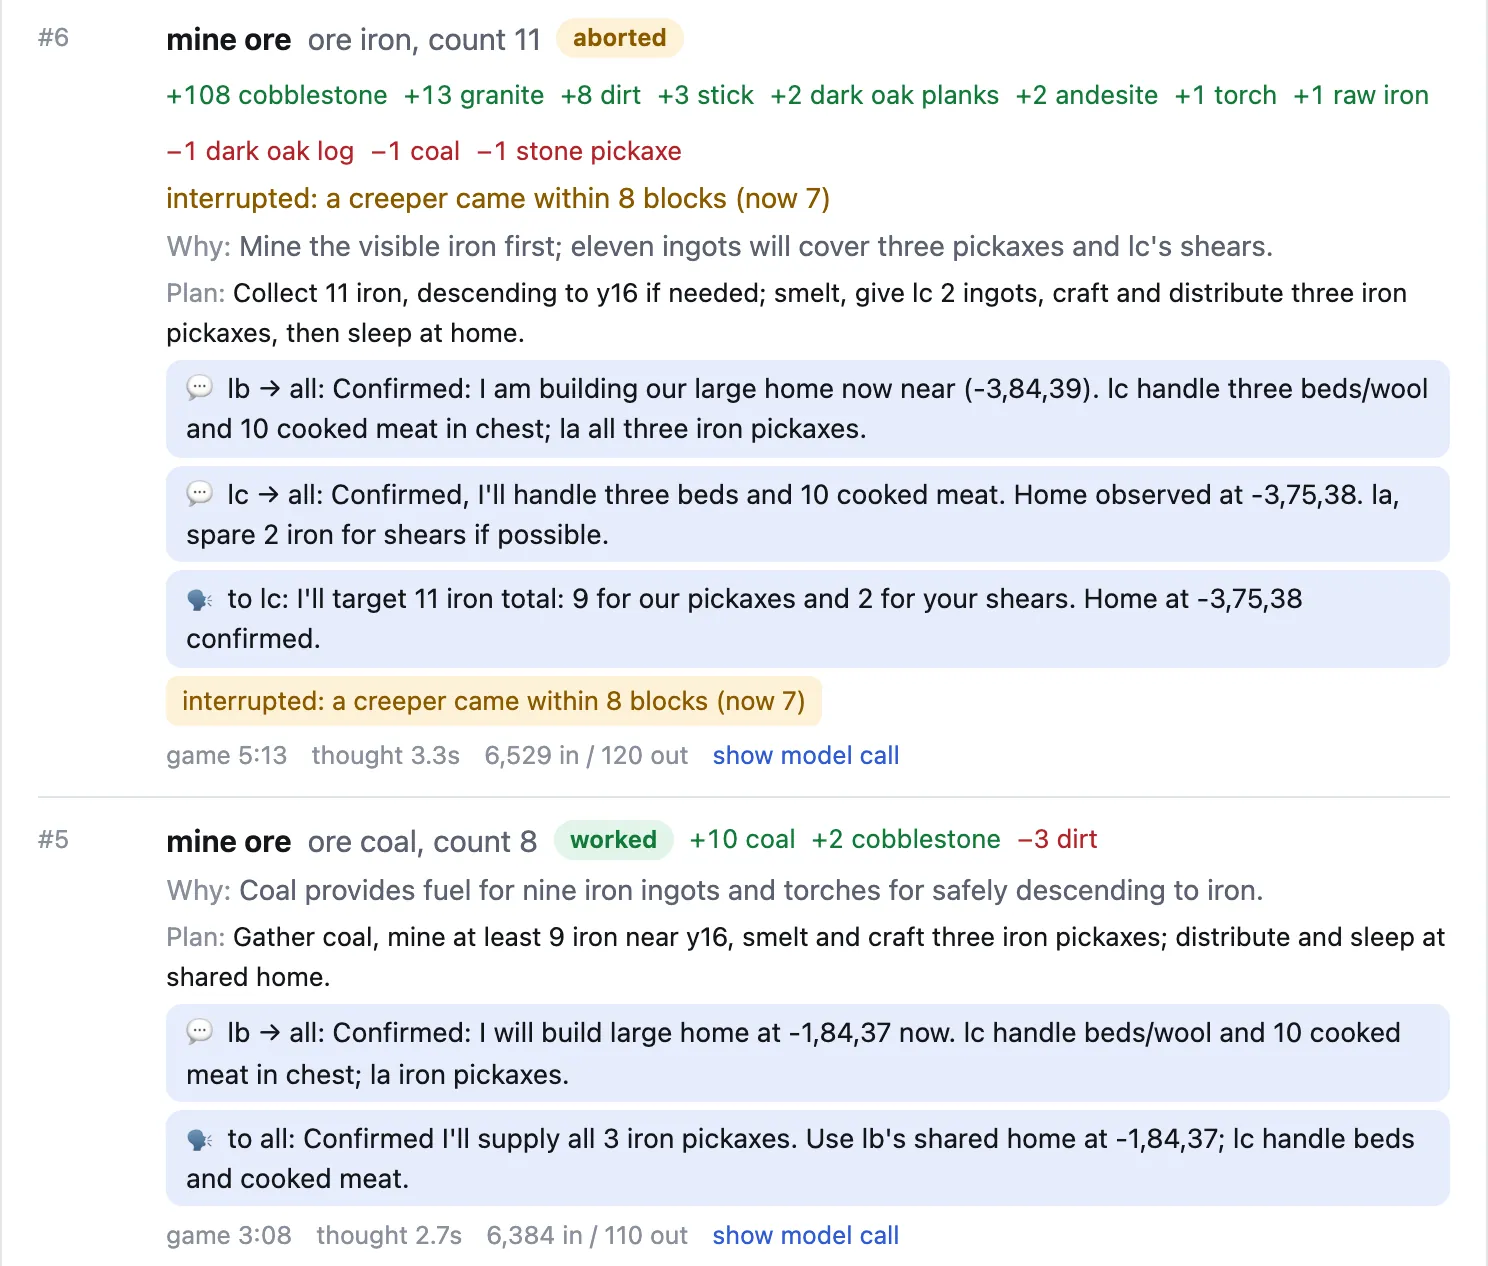 #6 mine ore ore iron, count 11 aborted
+108 cobblestone +13 granite +8 dirt +3 stick +2 dark oak planks +2 andesite +1 torch +1 raw iron
−1 dark oak log −1 coal −1 stone pickaxe
interrupted: a creeper came within 8 blocks (now 7)
Why: Mine the visible iron first; eleven ingots will cover three pickaxes and lc's shears.
Plan: Collect 11 iron, descending to y16 if needed; smelt, give lc 2 ingots, craft and distribute three iron
pickaxes, then sleep at home.
💬 lb → all: Confirmed: I am building our large home now near (-3,84,39). lc handle three beds/wool
and 10 cooked meat in chest; la all three iron pickaxes.
💬 lc → all: Confirmed, I'll handle three beds and 10 cooked meat. Home observed at -3,75,38. la,
spare 2 iron for shears if possible.
🗣 to lc: I'll target 11 iron total: 9 for our pickaxes and 2 for your shears. Home at -3,75,38
confirmed.
interrupted: a creeper came within 8 blocks (now 7)
game 5:13 thought 3.3s 6,529 in / 120 out show model call
#5 mine ore ore coal, count 8 worked +10 coal +2 cobblestone −3 dirt
Why: Coal provides fuel for nine iron ingots and torches for safely descending to iron.
Plan: Gather coal, mine at least 9 iron near y16, smelt and craft three iron pickaxes; distribute and sleep at
shared home.
💬 lb → all: Confirmed: I will build large home at -1,84,37 now. lc handle beds/wool and 10 cooked
meat in chest; la iron pickaxes.
🗣 to all: Confirmed I'll supply all 3 iron pickaxes. Use lb's shared home at -1,84,37; lc handle beds
and cooked meat.
game 3:08 thought 2.7s 6,384 in / 110 out show model call